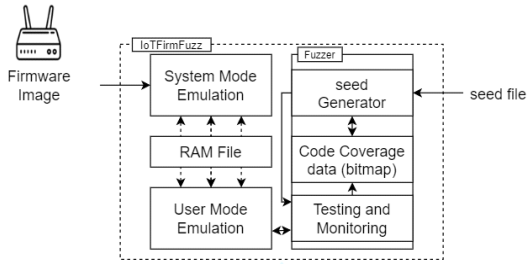 IoTFirmFuzz
Fuzzer
Firmware
Image
System Mode
Emulation
seed
Generator
seed file
RAM File
Code Coverage
data (bitmap)
User Mode
Emulation
Testing and
Monitoring